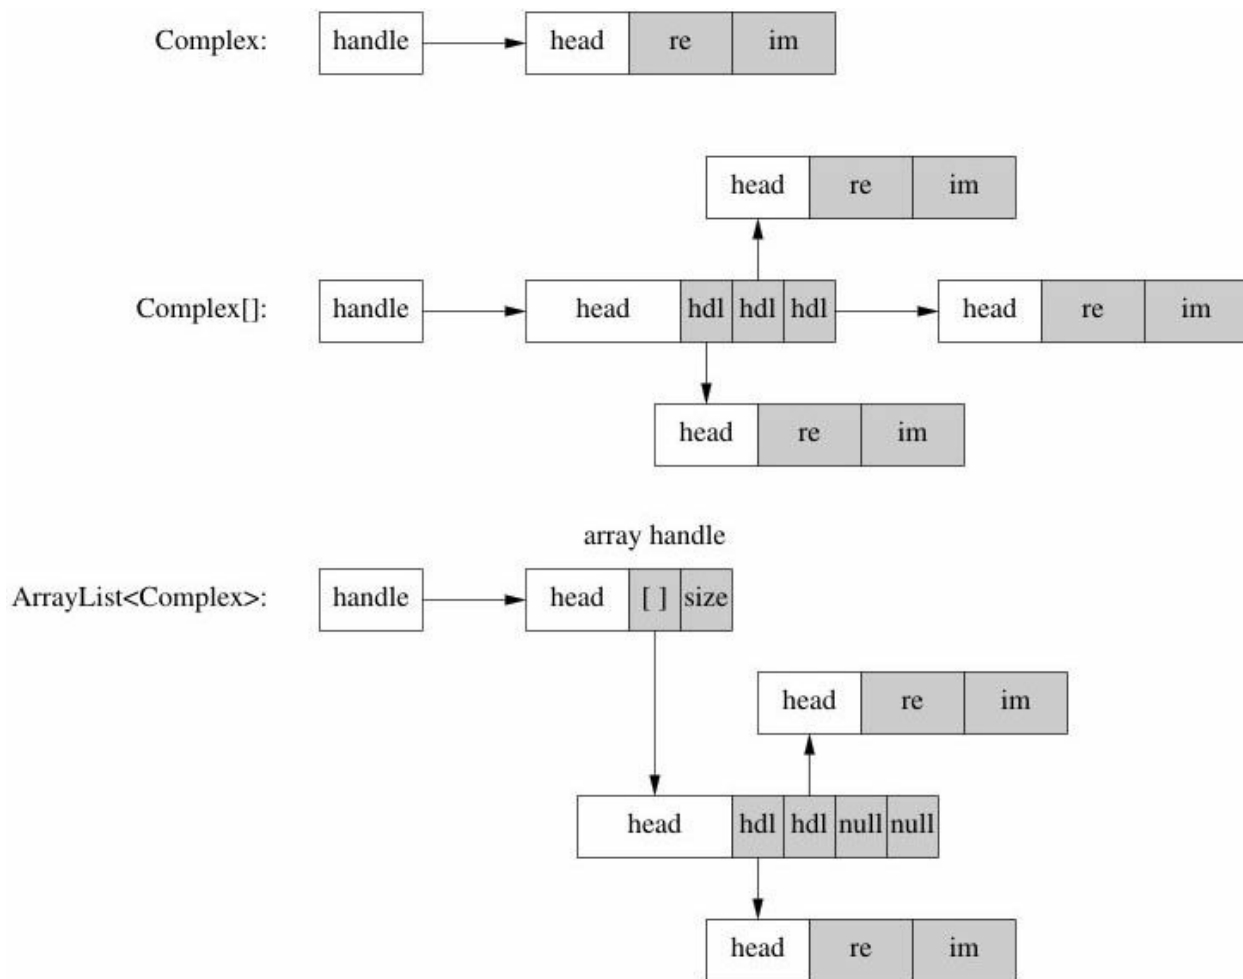 Complex: handle head re im
head re im
Complex[]: handle head hdl hdl hdl head re im
head re im
array handle
ArrayList<Complex>: handle head [ ] size
head re im
head hdl hdl null null
head re im